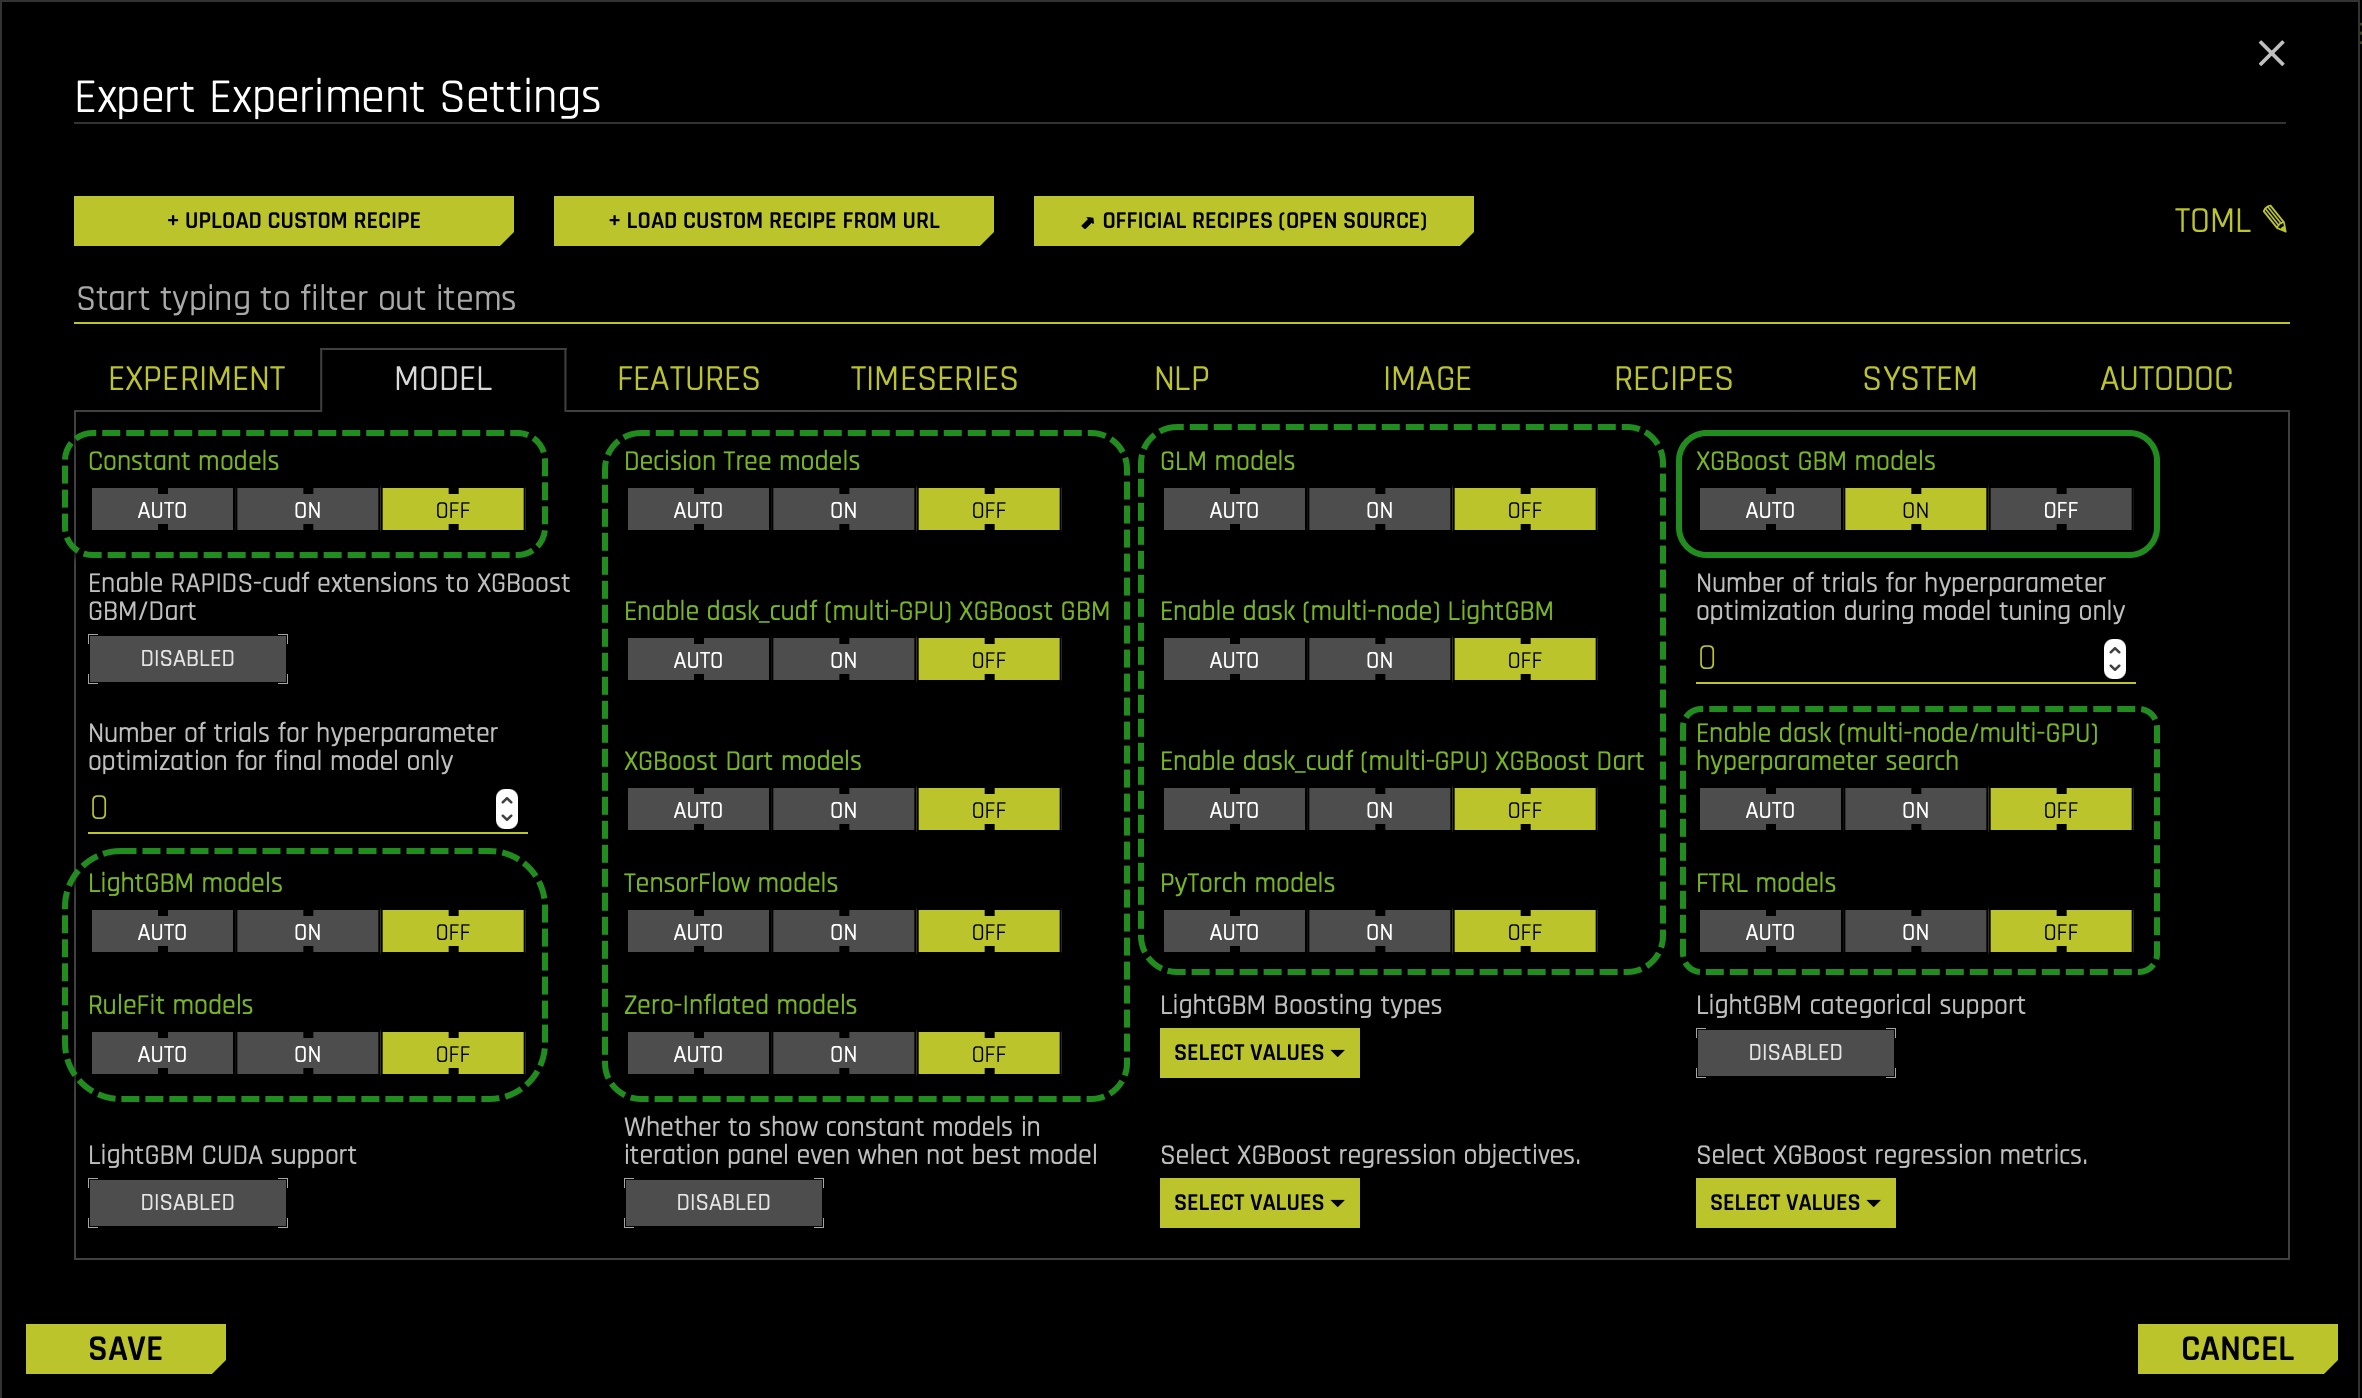 Expert Experiment Settings
+ UPLOAD CUSTOM RECIPE
+ LOAD CUSTOM RECIPE FROM URL
OFFICIAL RECIPES (OPEN SOURCE)
TOML
Start typing to filter out items
EXPERIMENT
MODEL
FEATURES
TIMESERIES
NLP
IMAGE
RECIPES
SYSTEM
AUTODOC
Constant models
AUTO ON OFF
Decision Tree models
AUTO ON OFF
GLM models
AUTO ON OFF
XGBoost GBM models
AUTO ON OFF
Enable RAPIDS-cudf extensions to XGBoost
GBM/Dart
DISABLED
Enable dask_cudf (multi-GPU) XGBoost GBM
AUTO ON OFF
Enable dask (multi-node) LightGBM
AUTO ON OFF
Number of trials for hyperparameter
optimization during model tuning only
0
Number of trials for hyperparameter
optimization for final model only
0
XGBoost Dart models
AUTO ON OFF
Enable dask_cudf (multi-GPU) XGBoost Dart
AUTO ON OFF
Enable dask (multi-node/multi-GPU)
hyperparameter search
AUTO ON OFF
LightGBM models
AUTO ON OFF
TensorFlow models
AUTO ON OFF
PyTorch models
AUTO ON OFF
FTRL models
AUTO ON OFF
RuleFit models
AUTO ON OFF
Zero-Inflated models
AUTO ON OFF
LightGBM Boosting types
SELECT VALUES
LightGBM categorical support
DISABLED
LightGBM CUDA support
DISABLED
Whether to show constant models in
iteration panel even when not best model
DISABLED
Select XGBoost regression objectives.
SELECT VALUES
Select XGBoost regression metrics.
SELECT VALUES
SAVE
CANCEL